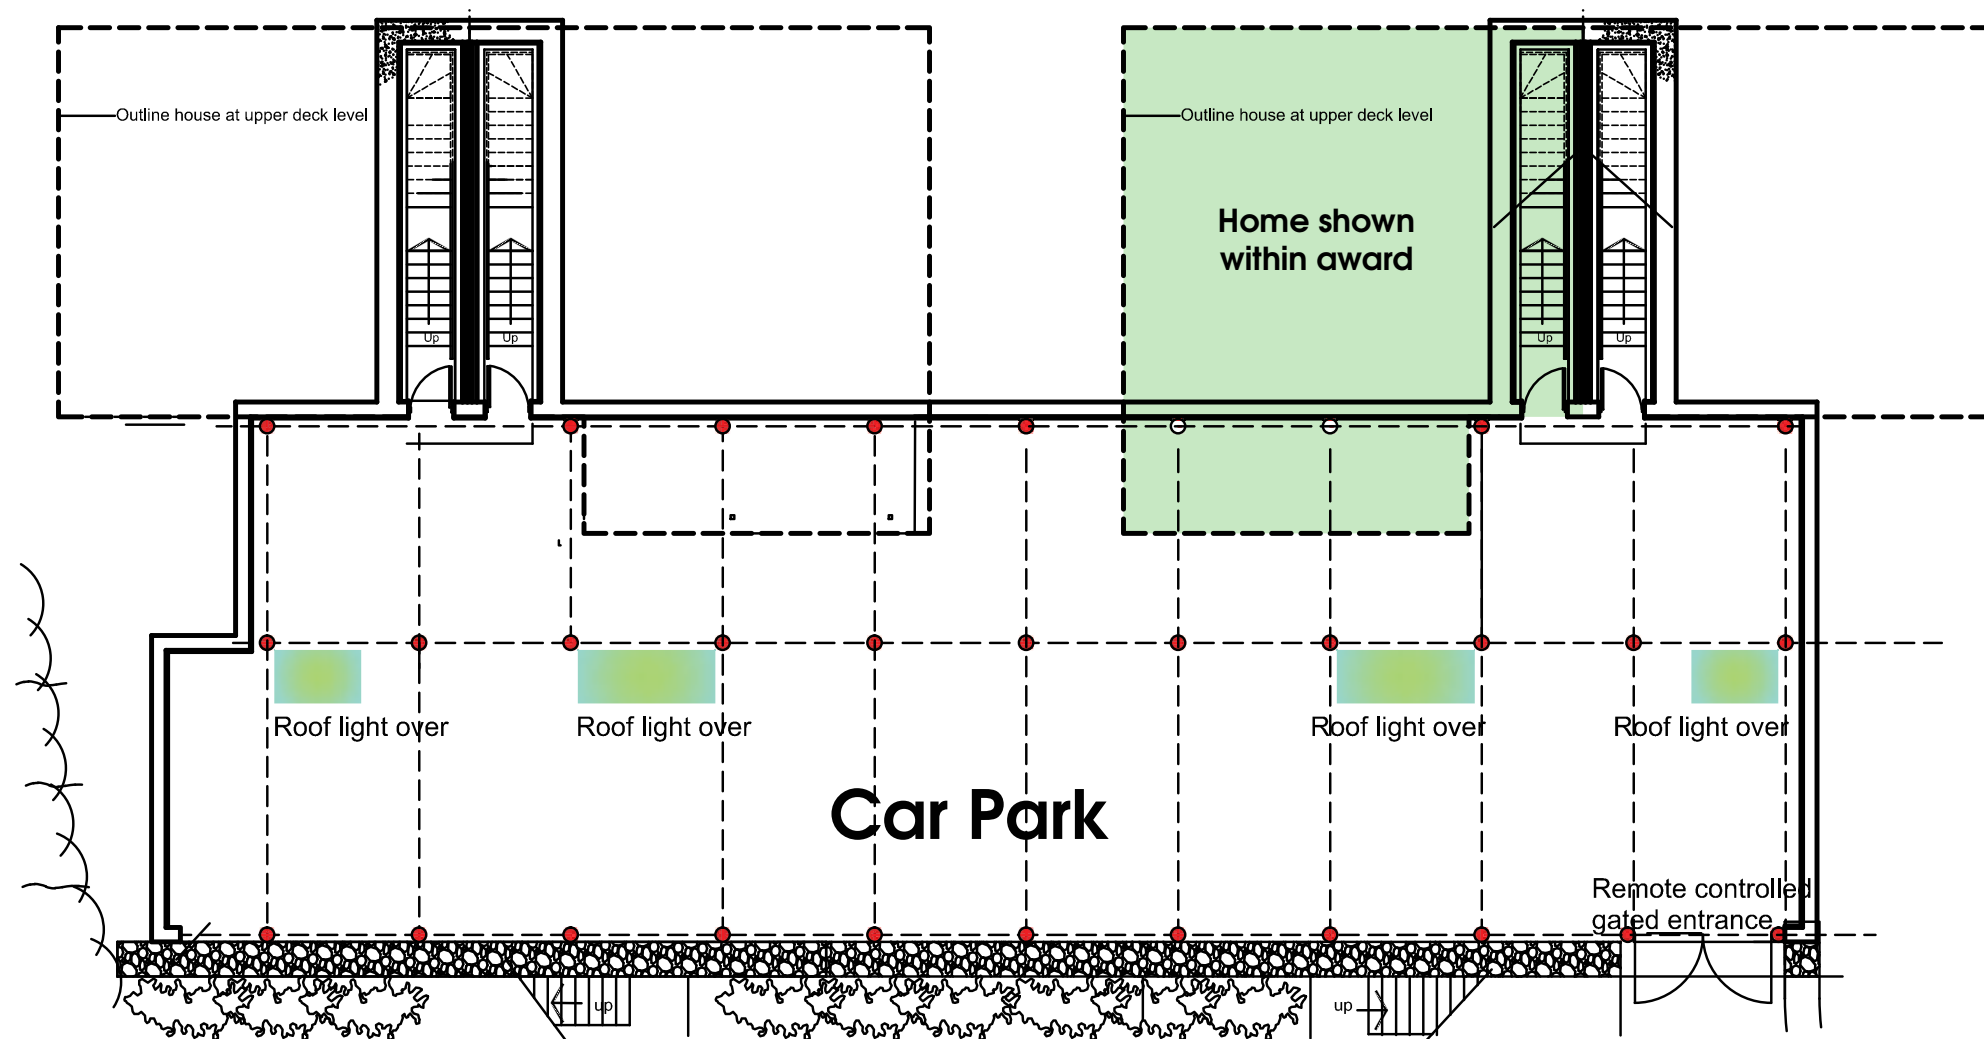 Outline house at upper deck level
Outline house at upper deck level
Home shown
within award
Up
Up
Up
Up
Roof light over
Roof light over
Roof light over
Roof light over
Car Park
Remote controlled
gated entrance
up
up